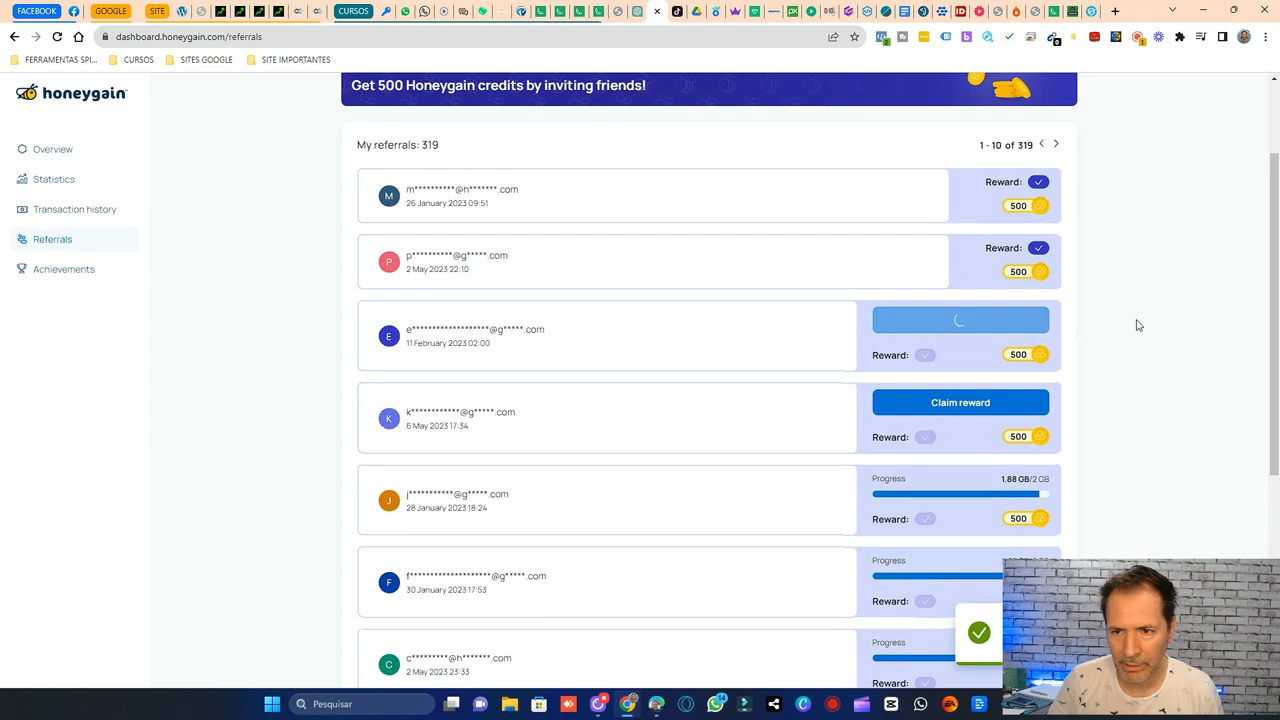 FACEBOOK
GOOGLE
SITE
CURSOS
dashboard.honeygain.com/referrals
FERRAMENTAS SPI...
CURSOS
SITES GOOGLE
SITE IMPORTANTES
honeygain
Get 500 Honeygain credits by inviting friends!
Overview
Statistics
Transaction history
Referrals
Achievements
My referrals: 319
1 - 10 of 319
M
m**********@h*******.com
26 January 2023 09:51
Reward:
500
P
p**********@g*****.com
2 May 2023 22:10
Reward:
500
E
e*******************@g*****.com
11 February 2023 02:00
Reward:
500
K
k************@g*****.com
6 May 2023 17:34
Claim reward
Reward:
500
J
j***********@g*****.com
28 January 2023 18:24
Progress
1.88 GB/2 GB
Reward:
500
F
f********************@g*****.com
30 January 2023 17:53
Progress
Reward:
C
c*********@h*******.com
2 May 2023 23:33
Progress
Reward:
Pesquisar